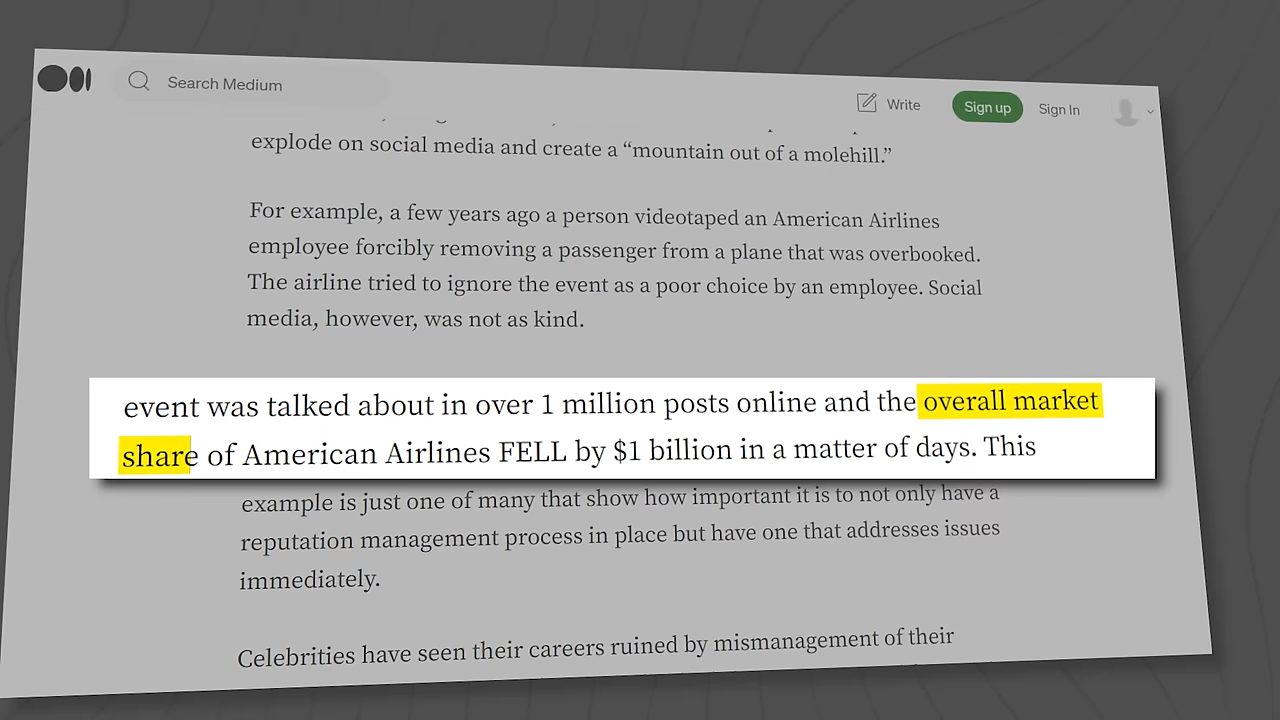 Search Medium
Write
Sign up
Sign In
explode on social media and create a “mountain out of a molehill.”
For example, a few years ago a person videotaped an American Airlines
employee forcibly removing a passenger from a plane that was overbooked.
The airline tried to ignore the event as a poor choice by an employee. Social
media, however, was not as kind.
event was talked about in over 1 million posts online and the overall market
share of American Airlines FELL by $1 billion in a matter of days. This
example is just one of many that show how important it is to not only have a
reputation management process in place but have one that addresses issues
immediately.
Celebrities have seen their careers ruined by mismanagement of their